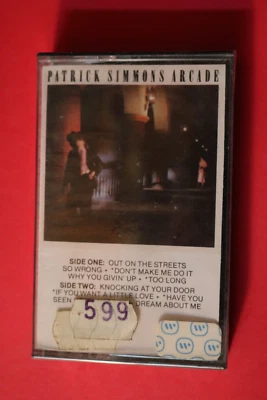 PATRICK SIMMONS ARCADE
SIDE ONE: OUT ON THE STREETS
SO WRONG • *DON'T MAKE ME DO IT
WHY YOU GIVIN' UP • *TOO LONG
SIDE TWO: KNOCKING AT YOUR DOOR
*IF YOU WANT A LITTLE LOVE • *HAVE YOU
SEEN DREAM ABOUT ME
599